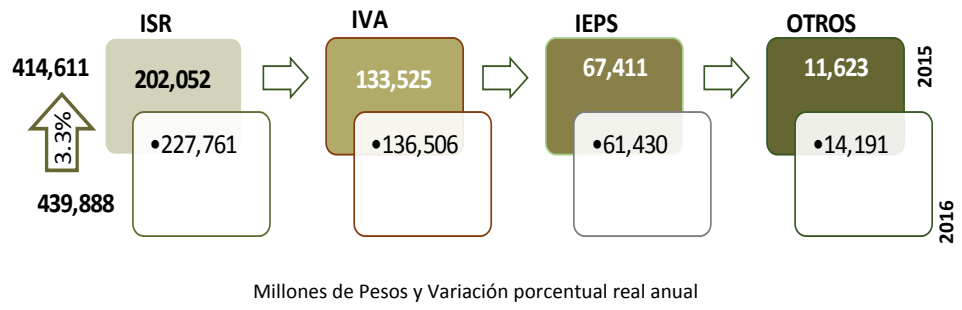 ISR IVA IEPS OTROS
414,611 202,052 133,525 67,411 11,623 2015
3.3% •227,761 •136,506 •61,430 •14,191
439,888 2016
Millones de Pesos y Variación porcentual real anual